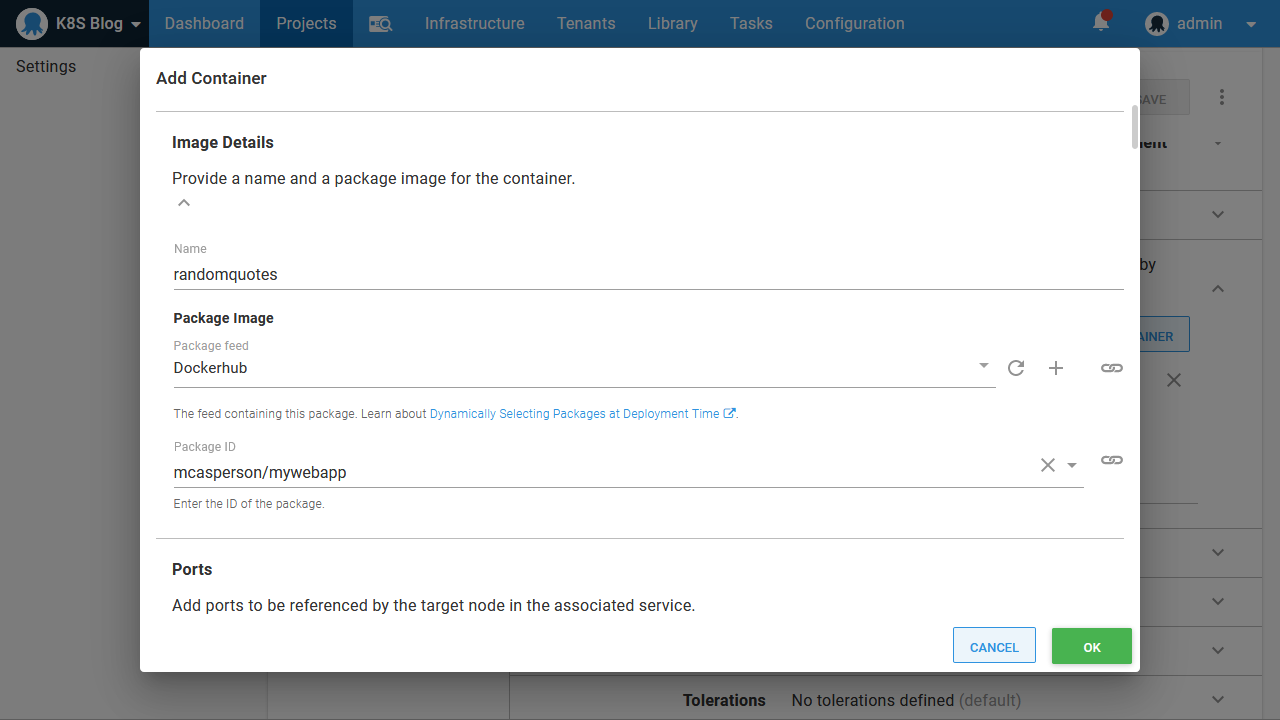 K8S Blog
Dashboard
Projects
Infrastructure
Tenants
Library
Tasks
Configuration
admin
Settings
Add Container
Image Details
Provide a name and a package image for the container.
Name
randomquotes
Package Image
Package feed
Dockerhub
The feed containing this package. Learn about Dynamically Selecting Packages at Deployment Time.
Package ID
mcasperson/mywebapp
Enter the ID of the package.
Ports
Add ports to be referenced by the target node in the associated service.
CANCEL
OK
by
Tolerations No tolerations defined (default)